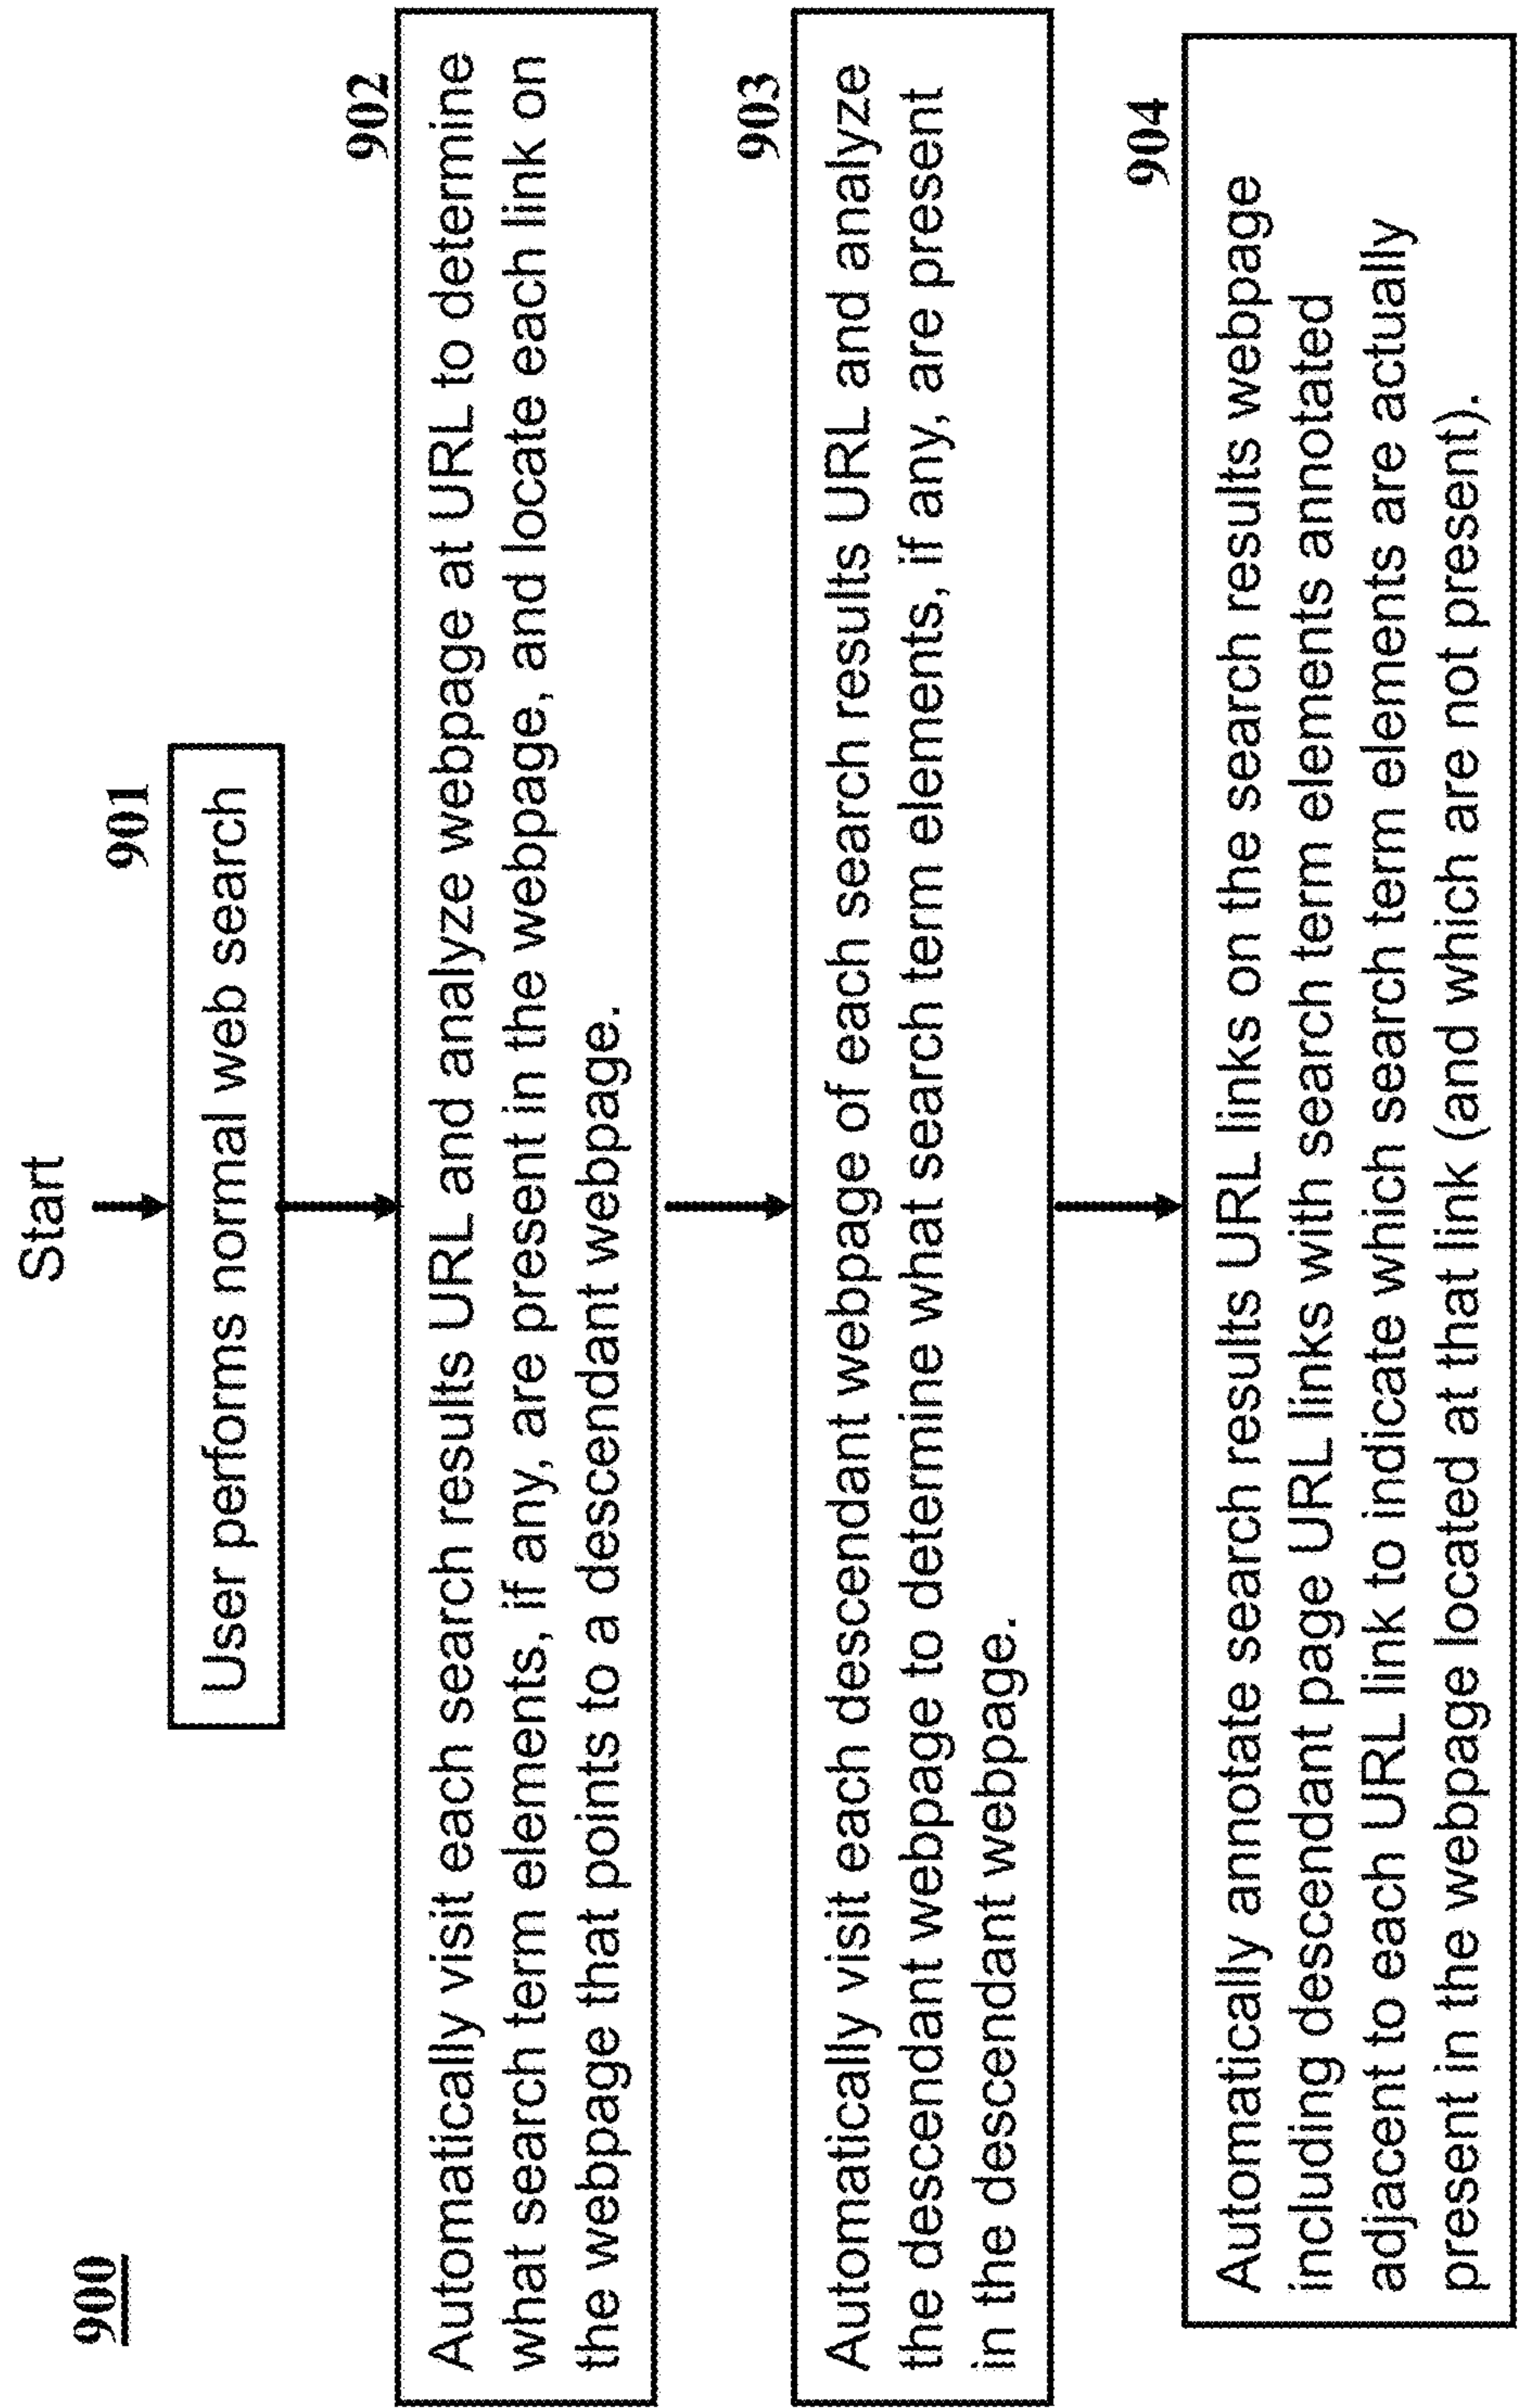 900
Start
901
User performs normal web search
902
Automatically visit each search results URL and analyze webpage at URL to determine
what search term elements, if any, are present in the webpage, and locate each link on
the webpage that points to a descendant webpage.
903
Automatically visit each descendant webpage of each search results URL and analyze
the descendant webpage to determine what search term elements, if any, are present
in the descendant webpage.
904
Automatically annotate search results URL links on the search results webpage
including descendant page URL links with search term elements annotated
adjacent to each URL link to indicate which search term elements are actually
present in the webpage located at that link (and which are not present).